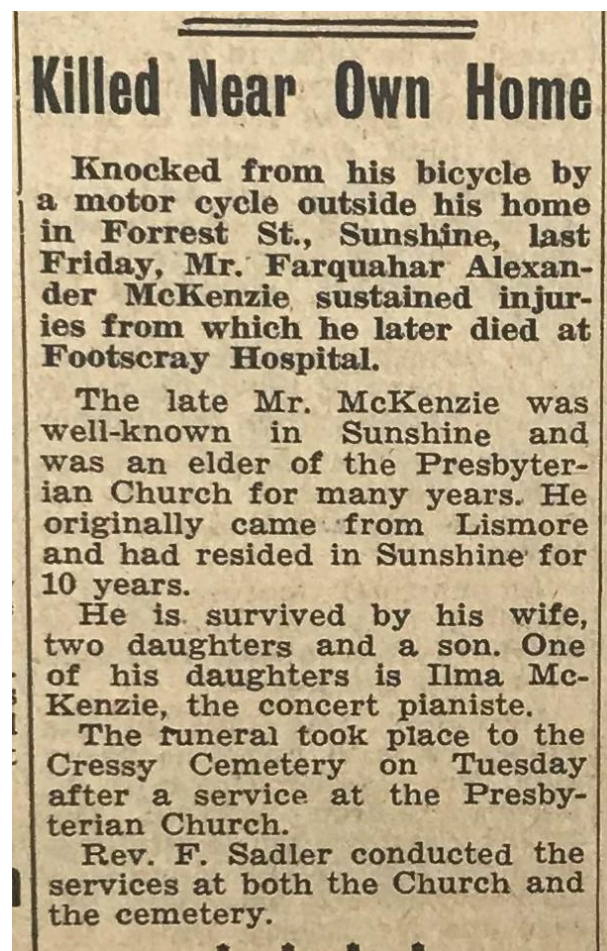 Killed Near Own Home
Knocked from his bicycle by
a motor cycle outside his home
in Forrest St., Sunshine, last
Friday, Mr. Farquahar Alexan-
der McKenzie sustained injur-
ies from which he later died at
Footscray Hospital.
The late Mr. McKenzie was
well-known in Sunshine and
was an elder of the Presbyter-
ian Church for many years. He
originally came from Lismore
and had resided in Sunshine for
10 years.
He is survived by his wife,
two daughters and a son. One
of his daughters is Ilma Mc-
Kenzie, the concert pianiste.
The funeral took place to the
Cressy Cemetery on Tuesday
after a service at the Presby-
terian Church.
Rev. F. Sadler conducted the
services at both the Church and
the cemetery.